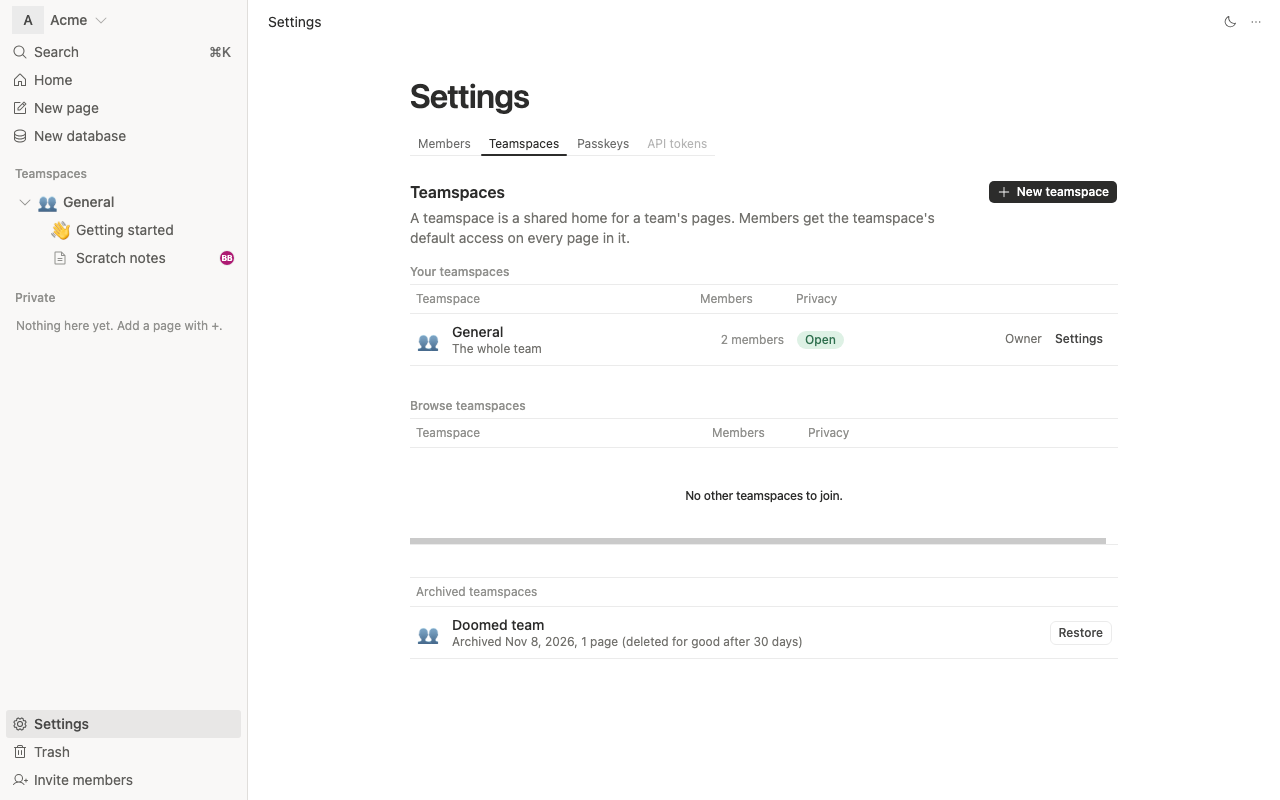 A Acme
Settings
Search ⌘K
Home
New page
New database
Teamspaces
General
Getting started
Scratch notes BB
Private
Nothing here yet. Add a page with +.
Settings
Trash
Invite members
Settings
Members Teamspaces Passkeys API tokens
Teamspaces
New teamspace
A teamspace is a shared home for a team's pages. Members get the teamspace's
default access on every page in it.
Your teamspaces
Teamspace Members Privacy
General
The whole team
2 members Open Owner Settings
Browse teamspaces
Teamspace Members Privacy
No other teamspaces to join.
Archived teamspaces
Doomed team
Archived Nov 8, 2026, 1 page (deleted for good after 30 days)
Restore